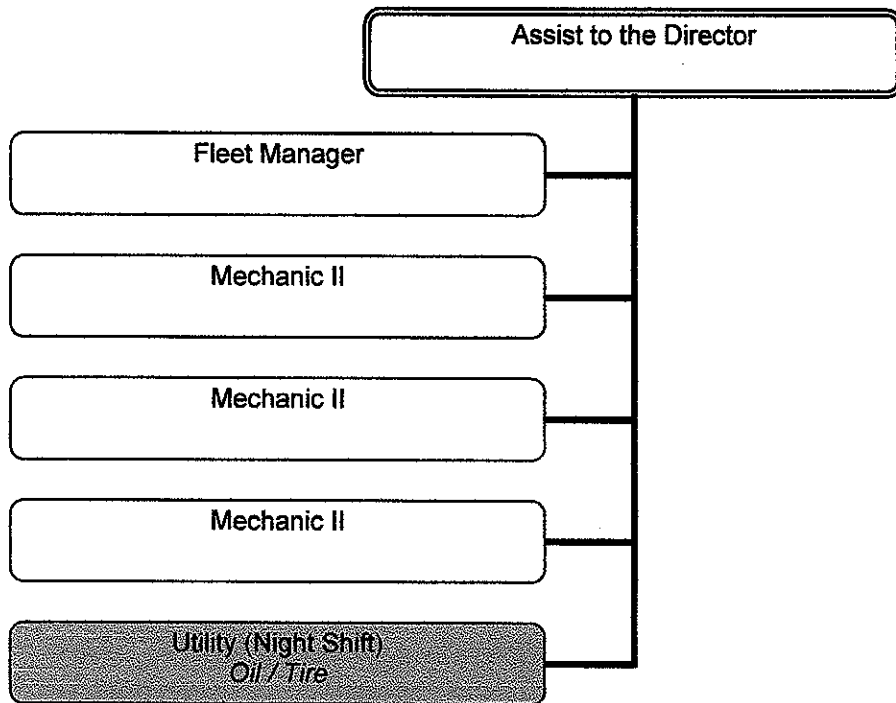 Assist to the Director
Fleet Manager
Mechanic II
Mechanic II
Mechanic II
Utility (Night Shift)
Oil / Tire